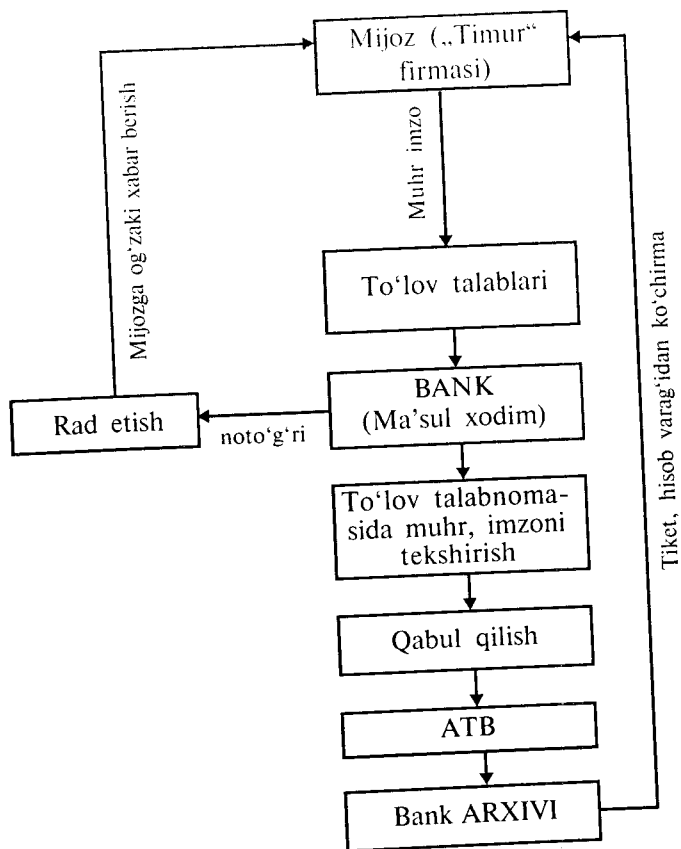 Mijoz („Timur“
firmasi)
Mijozga og‘zaki xabar berish
Muhr imzo
Tiket, hisob varag‘idan ko‘chirma
To‘lov talablari
BANK
(Ma’sul xodim)
Rad etish
noto‘g‘ri
To‘lov talabnoma-
sida muhr, imzoni
tekshirish
Qabul qilish
ATB
Bank ARXIVI